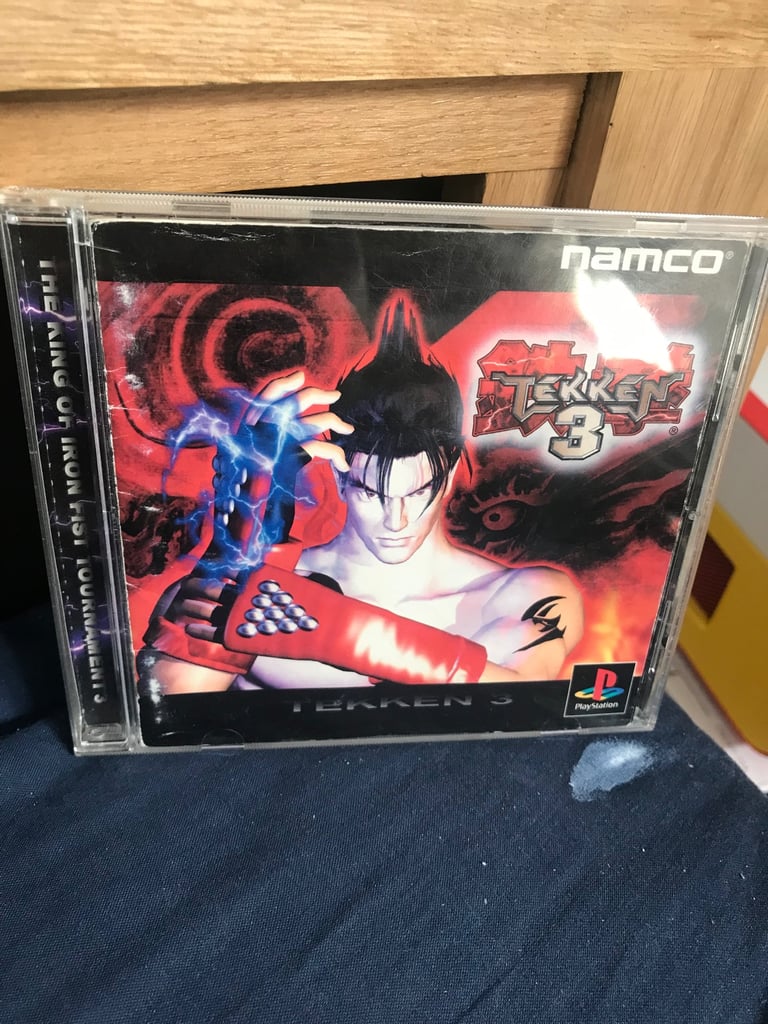 THE KING OF IRON FIST TOURNAMENT 3
namco®
TEKKEN
3
®
TEKKEN 3
PlayStation